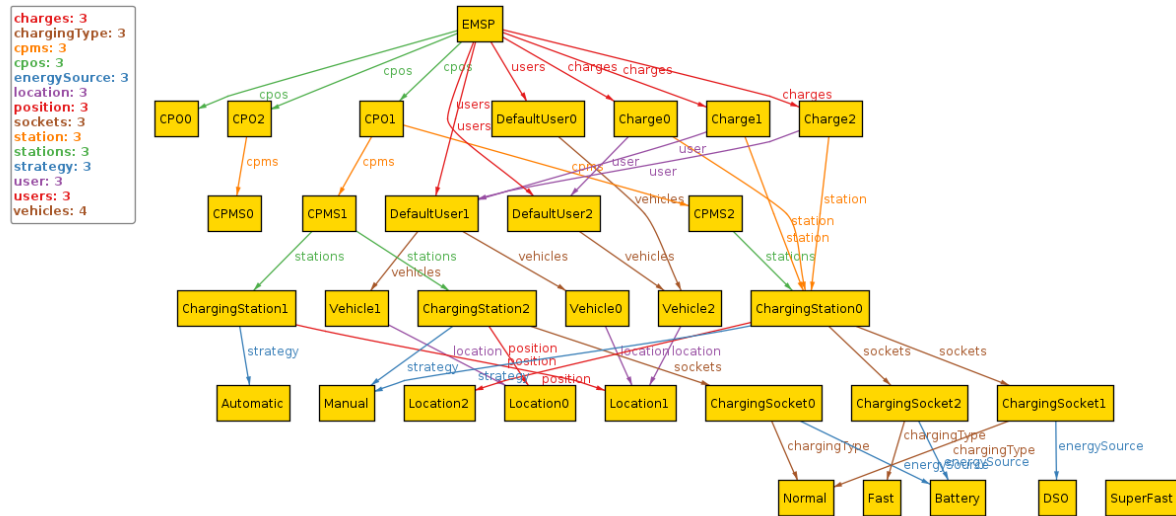 charges: 3
chargingType: 3
cpms: 3
cpos: 3
energySource: 3
location: 3
position: 3
sockets: 3
station: 3
stations: 3
strategy: 3
user: 3
users: 3
vehicles: 4
EMSP
cpos
cpos
cpos
users
users
users
charges
charges
charges
CPO0
CPO2
CPO1
DefaultUser0
Charge0
Charge1
Charge2
cpms
cpms
cpms
user
user
user
vehicles
station
station
station
CPMS0
CPMS1
DefaultUser1
DefaultUser2
CPMS2
stations
stations
vehicles
vehicles
vehicles
stations
ChargingStation1
Vehicle1
ChargingStation2
Vehicle0
Vehicle2
ChargingStation0
strategy
location
strategy
position
position
position
strategy
location
location
sockets
sockets
sockets
Automatic
Manual
Location2
Location0
Location1
ChargingSocket0
ChargingSocket2
ChargingSocket1
chargingType
chargingType
chargingType
energySource
energySource
energySource
Normal
Fast
Battery
DSO
SuperFast